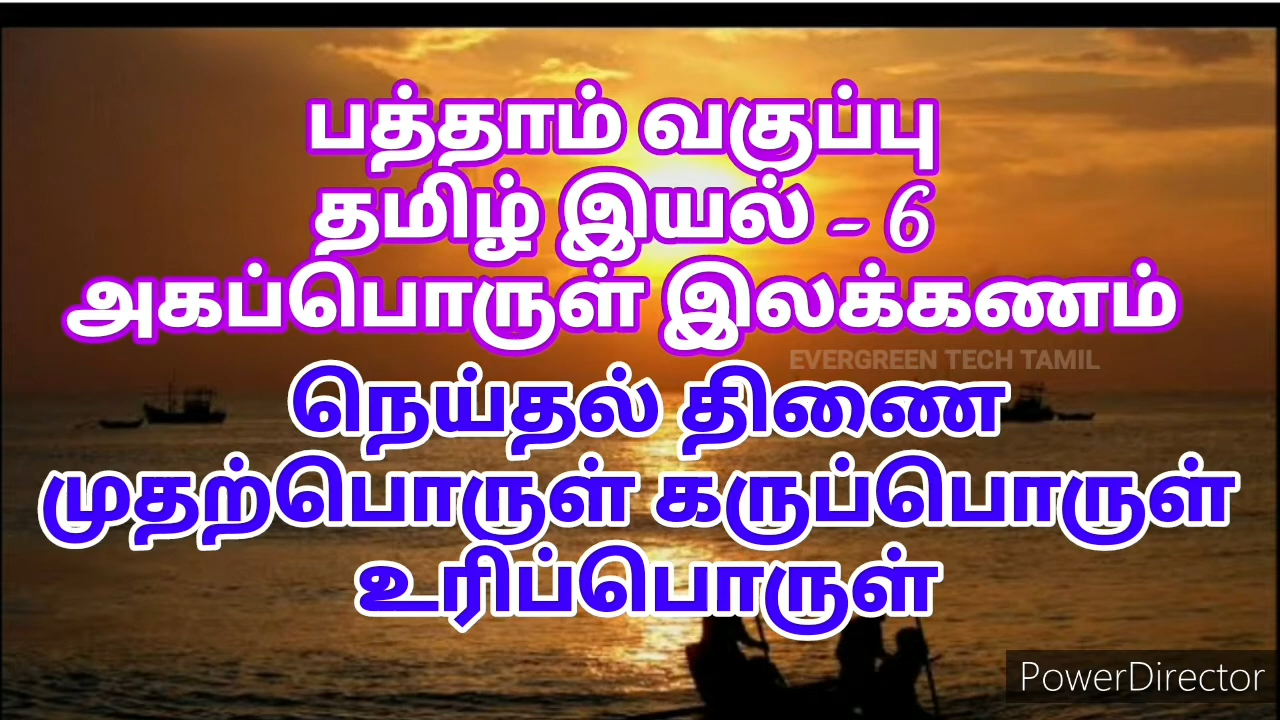 பத்தாம் வகுப்பு
தமிழ் இயல் - 6
அகப்பொருள் இலக்கணம்
EVERGREEN TECH TAMIL
நெய்தல் திணை
முதற்பொருள் கருப்பொருள்
உரிப்பொருள்
PowerDirector